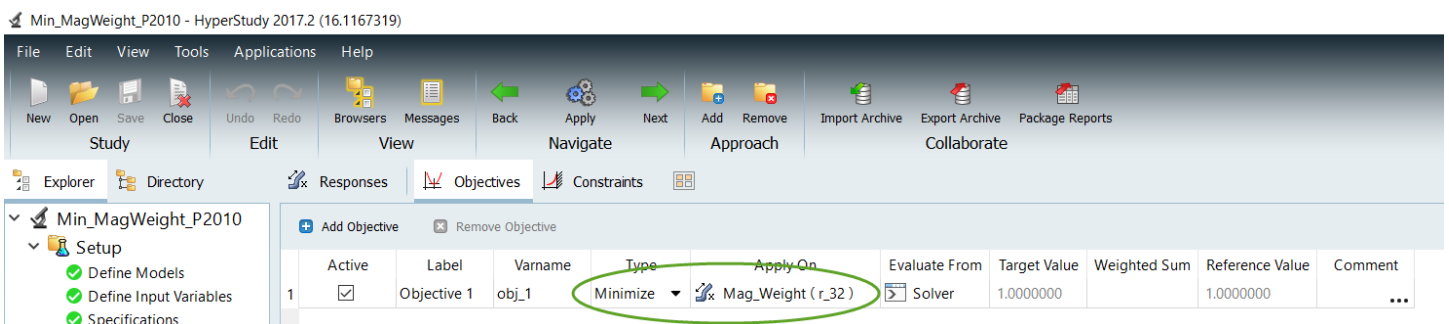 Min_MagWeight_P2010 - HyperStudy 2017.2 (16.1167319)
File Edit View Tools Applications Help
New Open Save Close Undo Redo Browsers Messages Back Apply Next Add Remove Import Archive Export Archive Package Reports
Study Edit View Navigate Approach Collaborate
Explorer Directory Responses Objectives Constraints
Min_MagWeight_P2010
Add Objective Remove Objective
Setup
Active Label Varname Type Apply On Evaluate From Target Value Weighted Sum Reference Value Comment
Define Models
1 Objective 1 obj_1 Minimize Mag_Weight ( r_32 ) Solver 1.0000000 1.0000000 ...
Define Input Variables
Specifications